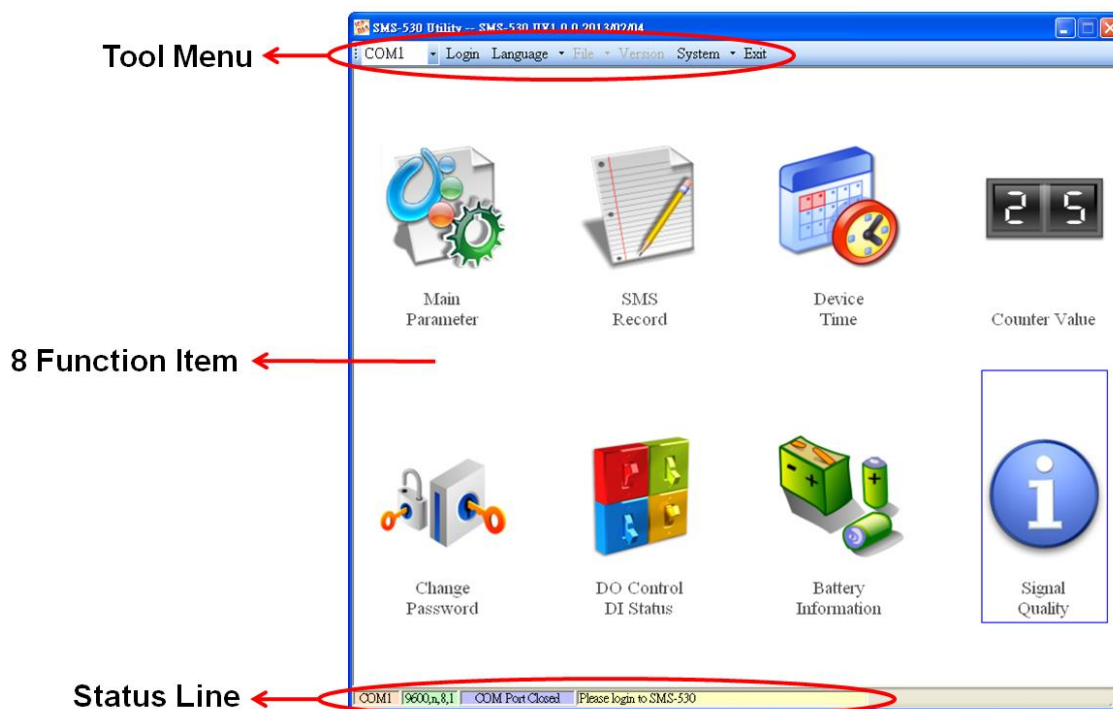 SMS-530 Utility -- SMS-530 UX1.0.0 2013/02/04
Tool Menu
COM1 Login Language File Version System Exit
25
Main
Parameter
SMS
Record
Device
Time
Counter Value
8 Function Item
Change
Password
DO Control
DI Status
Battery
Information
Signal
Quality
Status Line
COM1 9600,n,8,1 COM Port Closed Please login to SMS-530